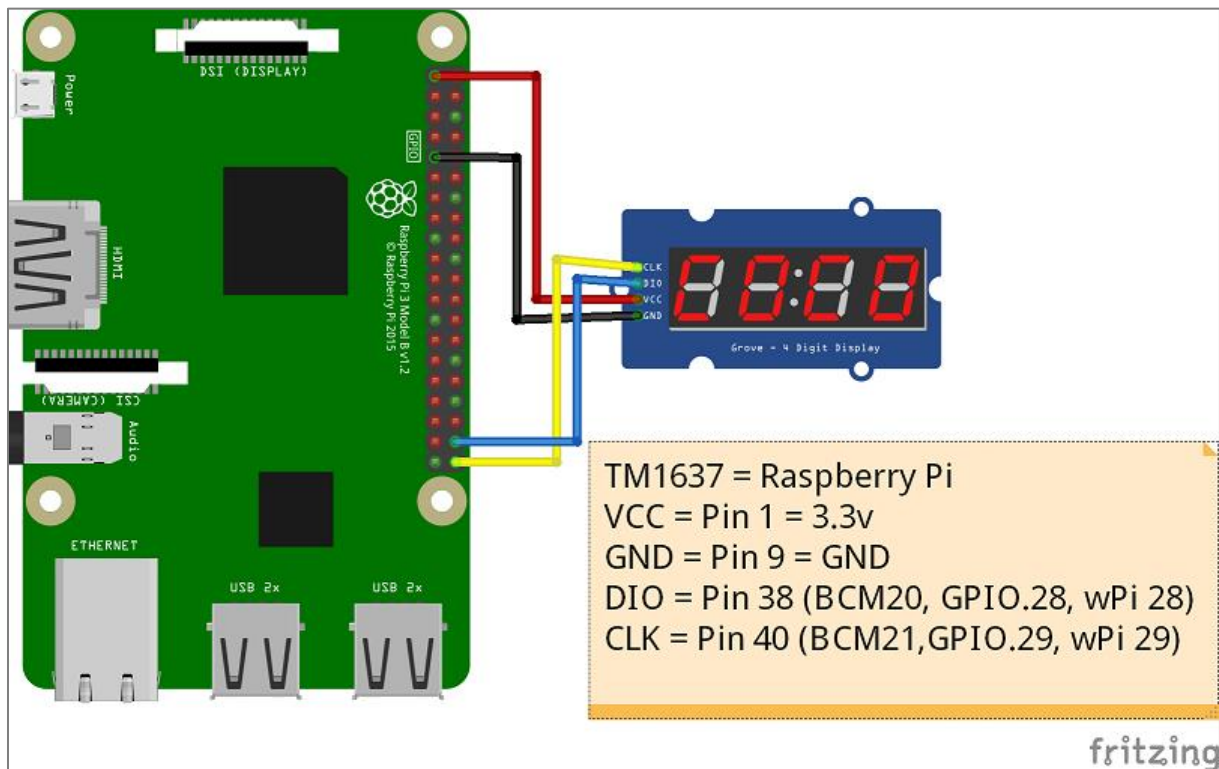 DSI (DISPLAY)
Power
GPIO
HDMI
Raspberry Pi 3 Model B v1.2
© Raspberry Pi 2015
CSI (CAMERA)
Audio
ETHERNET
USB 2x
USB 2x
CLK
DIO
VCC
GND
Grove - 4 Digit Display
TM1637 = Raspberry Pi
VCC = Pin 1 = 3.3v
GND = Pin 9 = GND
DIO = Pin 38 (BCM20, GPIO.28, wPi 28)
CLK = Pin 40 (BCM21,GPIO.29, wPi 29)
fritzing